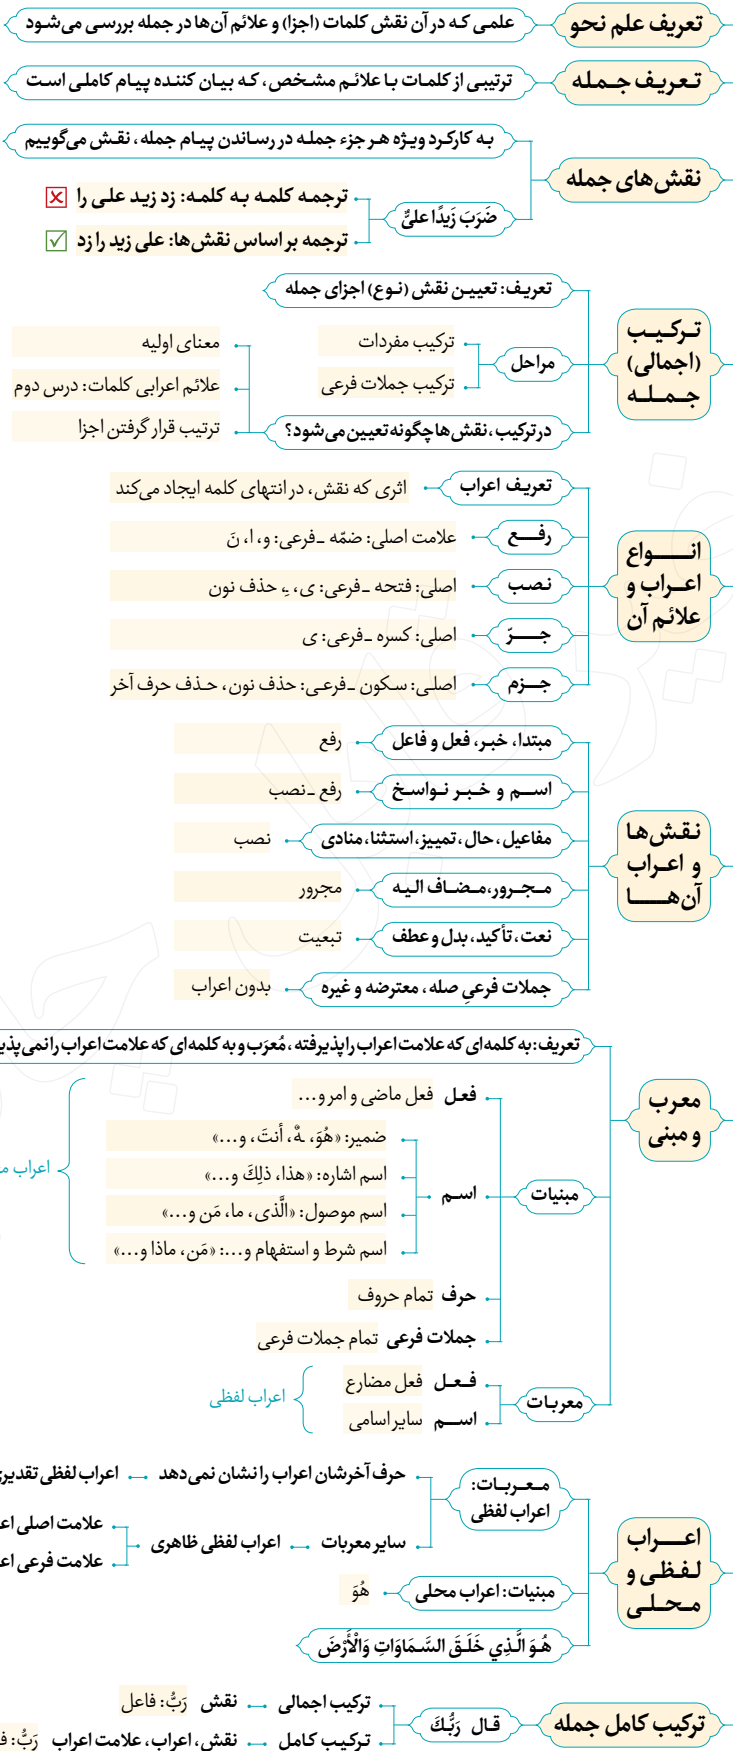 تعریف علم نحو
علمی که در آن نقش کلمات (اجزا) و علائم آن‌ها در جمله بررسی می‌شود
تعریف جمله
ترتیبی از کلمات با علائم مشخص، که بیان کننده پیام کاملی است
نقش‌های جمله
به کارکرد ویژه هر جزء جمله در رساندن پیام جمله، نقش می‌گوییم
ضَرَبَ زَیدًا علیٌّ
ترجمه کلمه به کلمه: زد زید علی را
ترجمه بر اساس نقش‌ها: علی زید را زد
ترکیب
(اجمالی)
جمله
تعریف: تعیین نقش (نوع) اجزای جمله
مراحل
ترکیب مفردات
ترکیب جملات فرعی
در ترکیب، نقش‌ها چگونه تعیین می‌شود؟
معنای اولیه
علائم اعرابی کلمات: درس دوم
ترتیب قرار گرفتن اجزا
انواع
اعراب و
علائم آن
تعریف اعراب
اثری که نقش، در انتهای کلمه ایجاد می‌کند
رفع
علامت اصلی: ضمّه ـ فرعی: و، ا، نَ
نصب
اصلی: فتحه ـ فرعی: ی، ـِ، حذف نون
جرّ
اصلی: کسره ـ فرعی: ی
جزم
اصلی: سکون ـ فرعی: حذف نون، حذف حرف آخر
نقش‌ها
و اعراب
آن‌ها
مبتدا، خبر، فعل و فاعل
رفع
اسم و خبر نواسخ
رفع ـ نصب
مفاعیل، حال، تمییز، استثنا، منادی
نصب
مجرور، مضاف الیه
مجرور
نعت، تأکید، بدل و عطف
تبعیت
جملات فرعیِ صله، معترضه و غیره
بدون اعراب
معرب
و مبنی
تعریف: به کلمه‌ای که علامت اعراب را پذیرفته، مُعرَب و به کلمه‌ای که علامت اعراب را نمی‌پذی
مبنیات
فعل فعل ماضی و امر و...
اسم
ضمیر: «هُوَ، ـهُ، أنتَ، و...»
اسم اشاره: «هذا، ذلِكَ و...»
اسم موصول: «الَّذی، ما، مَن و...»
اسم شرط و استفهام و...: «مَن، ماذا و...»
اعراب م
حرف تمام حروف
جملات فرعی تمام جملات فرعی
معربات
فعل فعل مضارع
اسم سایر اسامی
اعراب لفظی
اعراب
لفظی و
محلی
معربات:
اعراب لفظی
حرف آخرشان اعراب را نشان نمی‌دهد
اعراب لفظی تقدیری
سایر معربات
اعراب لفظی ظاهری
علامت اصلی اع
علامت فرعی اع
مبنیات: اعراب محلی
هُوَ
هُوَ الَّذِي خَلَقَ السَّمَاوَاتِ وَالْأَرْضَ
ترکیب کامل جمله
قال رَبُّكَ
ترکیب اجمالی
نقش رَبُّ: فاعل
ترکیب کامل
نقش، اعراب، علامت اعراب رَبُّ: ف